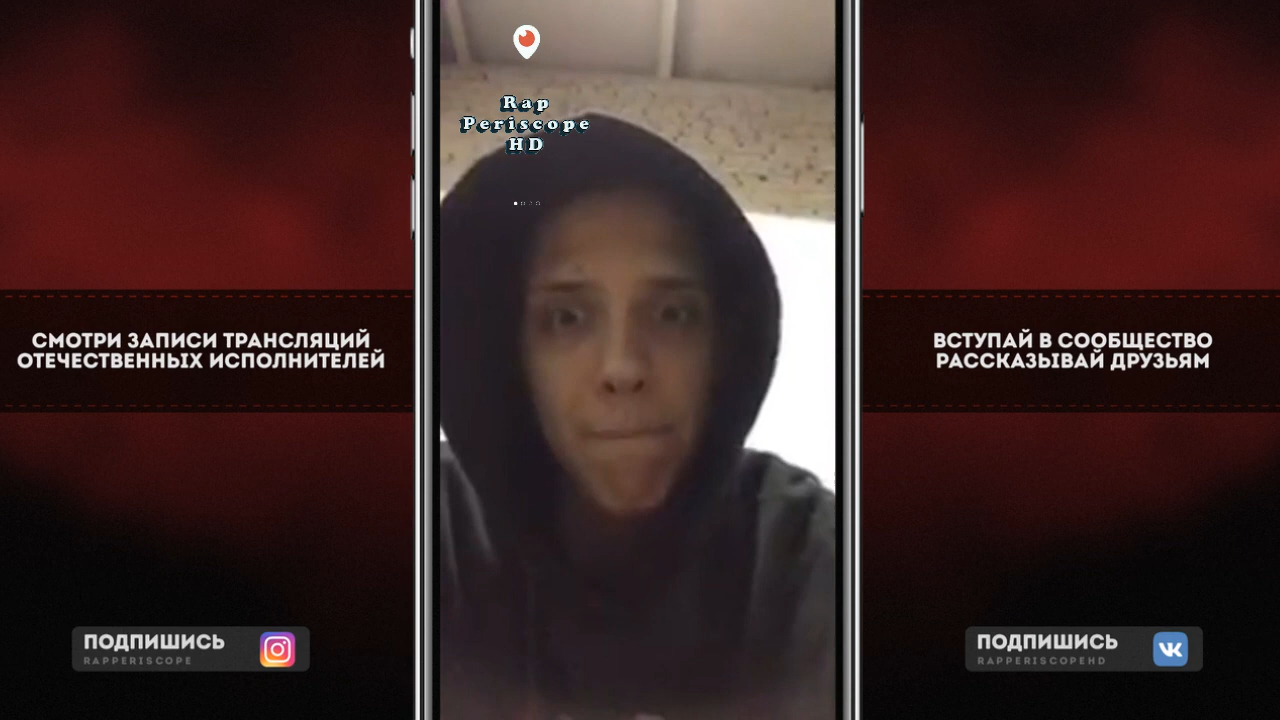 Rap
Periscope
HD
СМОТРИ ЗАПИСИ ТРАНСЛЯЦИЙ
ОТЕЧЕСТВЕННЫХ ИСПОЛНИТЕЛЕЙ
ВСТУПАЙ В СООБЩЕСТВО
РАССКАЗЫВАЙ ДРУЗЬЯМ
ПОДПИШИСЬ
RAPPERISCOPE
ПОДПИШИСЬ
RAPPERISCOPEHD